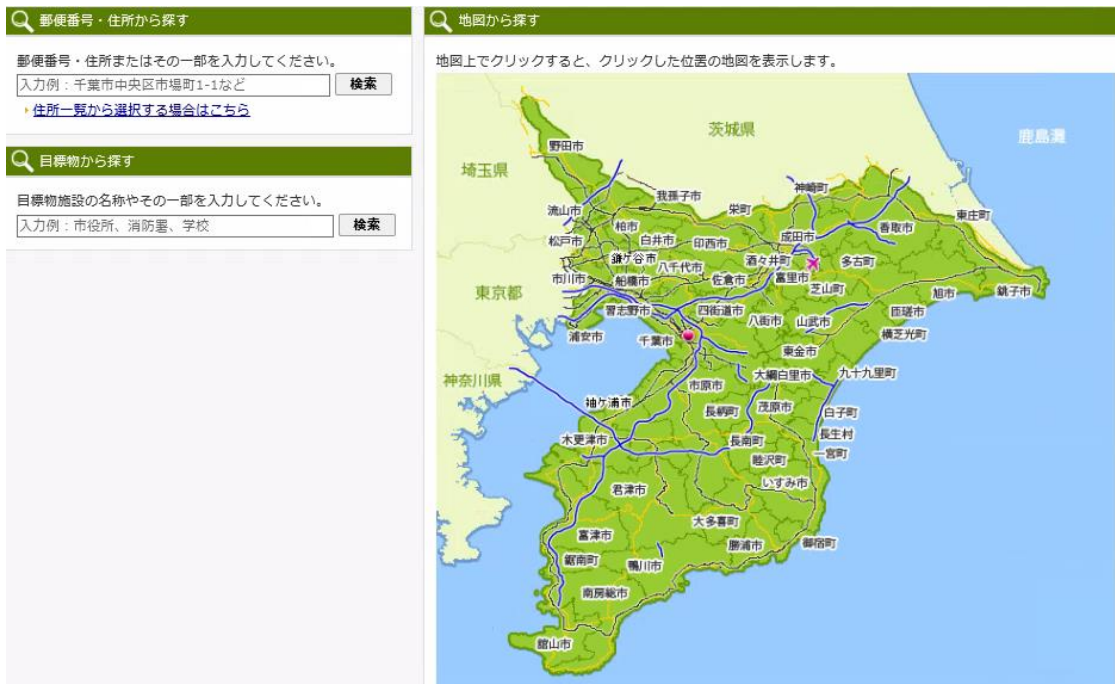 郵便番号・住所から探す
郵便番号・住所またはその一部を入力してください。
入力例：千葉市中央区市場町1-1など
検索
住所一覧から選択する場合はこちら
目標物から探す
目標物施設の名称やその一部を入力してください。
入力例：市役所、消防署、学校
検索
地図から探す
地図上でクリックすると、クリックした位置の地図を表示します。
茨城県
鹿島灘
野田市
埼玉県
我孫子市
神崎町
流山市
栄町
東庄町
柏市
香取市
松戸市
白井市
印西市
成田市
鎌ケ谷市
八千代市
酒々井町
多古町
市川市
船橋市
佐倉市
富里市
芝山町
東京都
旭市
銚子市
習志野市
四街道市
八街市
山武市
匝瑳市
浦安市
千葉市
横芝光町
東金市
神奈川県
大網白里市
九十九里町
市原市
袖ケ浦市
長柄町
茂原市
白子町
木更津市
長南町
長生村
睦沢町
一宮町
君津市
いすみ市
大多喜町
富津市
勝浦市
御宿町
鋸南町
鴨川市
南房総市
館山市